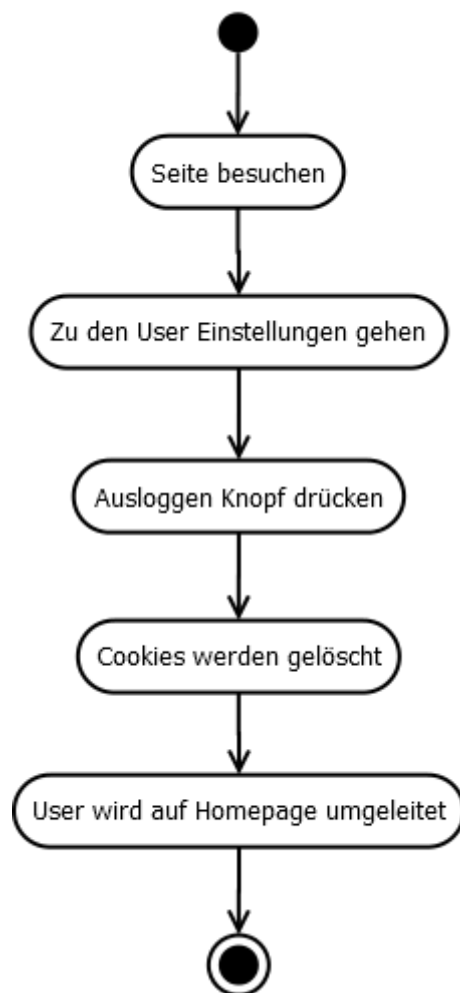 Seite besuchen
Zu den User Einstellungen gehen
Ausloggen Knopf drücken
Cookies werden gelöscht
User wird auf Homepage umgeleitet